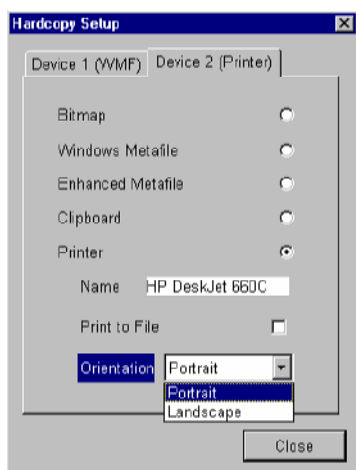 Hardcopy Setup
Device 1 (WMF) Device 2 (Printer)
Bitmap
Windows Metafile
Enhanced Metafile
Clipboard
Printer
Name HP DeskJet 660C
Print to File
Orientation Portrait
Portrait
Landscape
Close